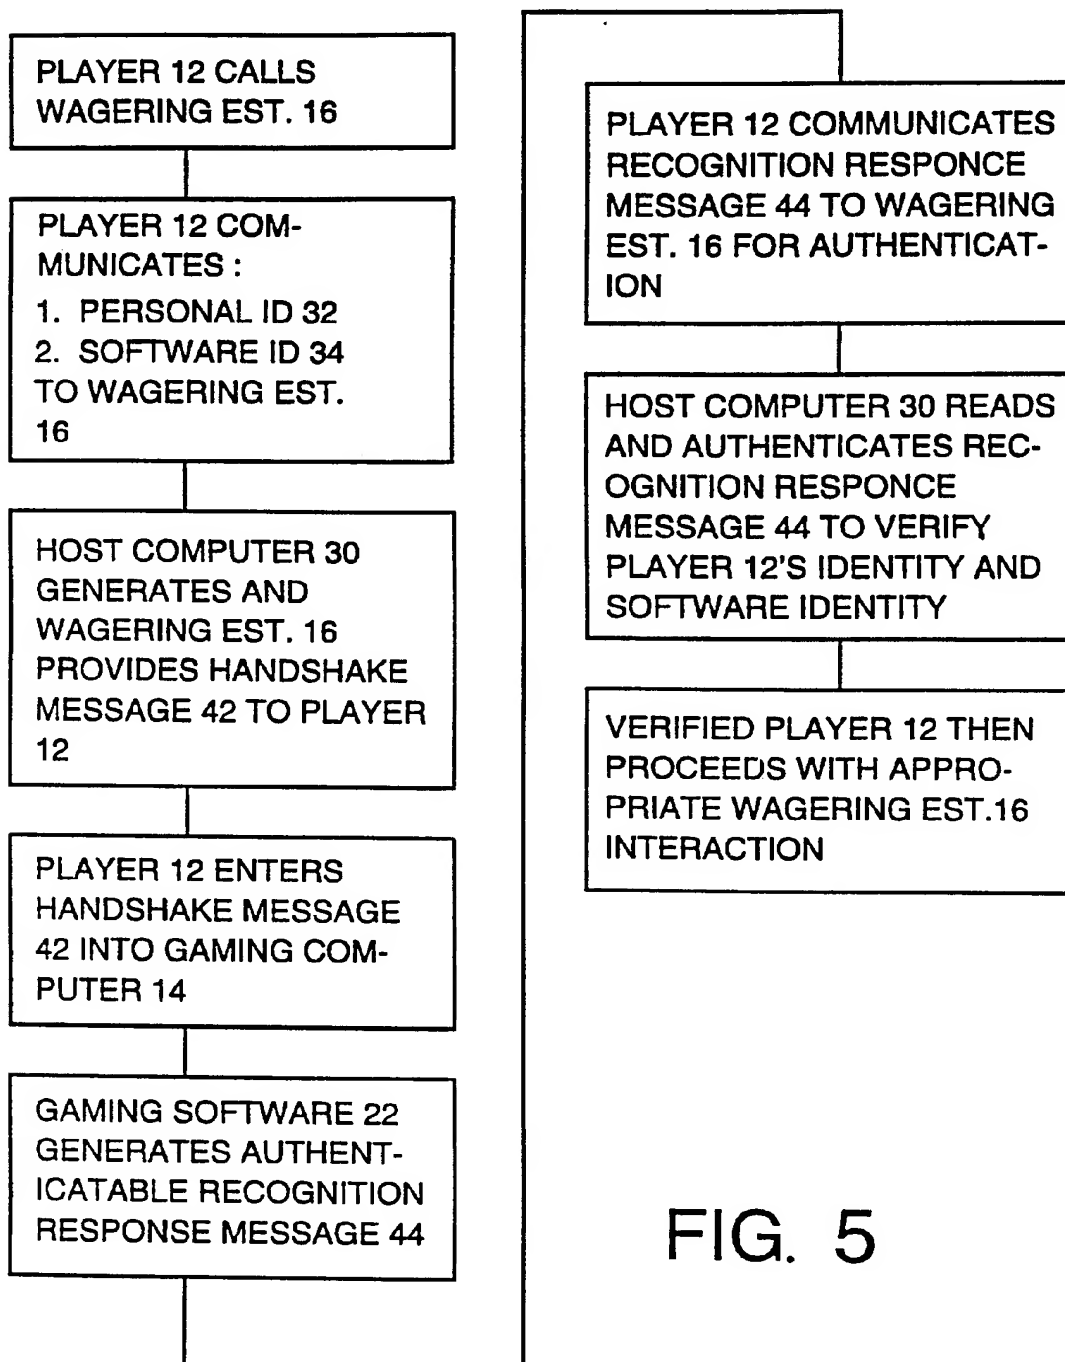 PLAYER 12 CALLS
WAGERING EST. 16
PLAYER 12 COM-
MUNICATES :
1. PERSONAL ID 32
2. SOFTWARE ID 34
TO WAGERING EST.
16
HOST COMPUTER 30
GENERATES AND
WAGERING EST. 16
PROVIDES HANDSHAKE
MESSAGE 42 TO PLAYER
12
PLAYER 12 ENTERS
HANDSHAKE MESSAGE
42 INTO GAMING COM-
PUTER 14
GAMING SOFTWARE 22
GENERATES AUTHENT-
ICATABLE RECOGNITION
RESPONSE MESSAGE 44
PLAYER 12 COMMUNICATES
RECOGNITION RESPONCE
MESSAGE 44 TO WAGERING
EST. 16 FOR AUTHENTICAT-
ION
HOST COMPUTER 30 READS
AND AUTHENTICATES REC-
OGNITION RESPONCE
MESSAGE 44 TO VERIFY
PLAYER 12'S IDENTITY AND
SOFTWARE IDENTITY
VERIFIED PLAYER 12 THEN
PROCEEDS WITH APPRO-
PRIATE WAGERING EST.16
INTERACTION
FIG. 5